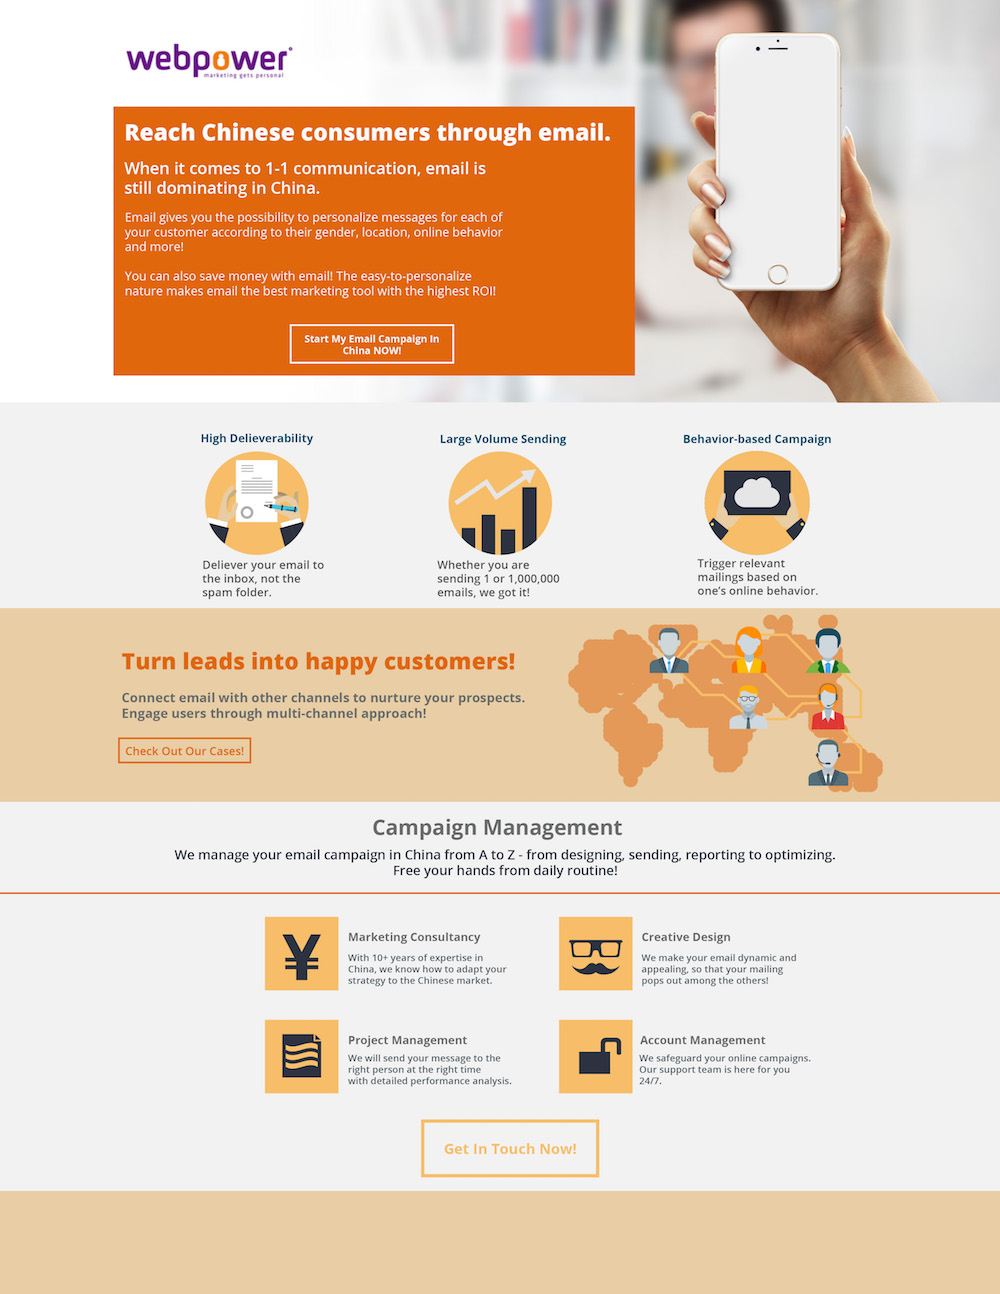 webpower
marketing gets personal
Reach Chinese consumers through email.
When it comes to 1-1 communication, email is
still dominating in China.
Email gives you the possibility to personalize messages for each of
your customer according to their gender, location, online behavior
and more!
You can also save money with email! The easy-to-personalize
nature makes email the best marketing tool with the highest ROI!
Start My Email Campaign In
China NOW!
High Delieverability
Deliever your email to
the inbox, not the
spam folder.
Large Volume Sending
Whether you are
sending 1 or 1,000,000
emails, we got it!
Behavior-based Campaign
Trigger relevant
mailings based on
one's online behavior.
Turn leads into happy customers!
Connect email with other channels to nurture your prospects.
Engage users through multi-channel approach!
Check Out Our Cases!
Campaign Management
We manage your email campaign in China from A to Z - from designing, sending, reporting to optimizing.
Free your hands from daily routine!
¥
Marketing Consultancy
With 10+ years of expertise in
China, we know how to adapt your
strategy to the Chinese market.
Creative Design
We make your email dynamic and
appealing, so that your mailing
pops out among the others!
Project Management
We will send your message to the
right person at the right time
with detailed performance analysis.
Account Management
We safeguard your online campaigns.
Our support team is here for you
24/7.
Get In Touch Now!